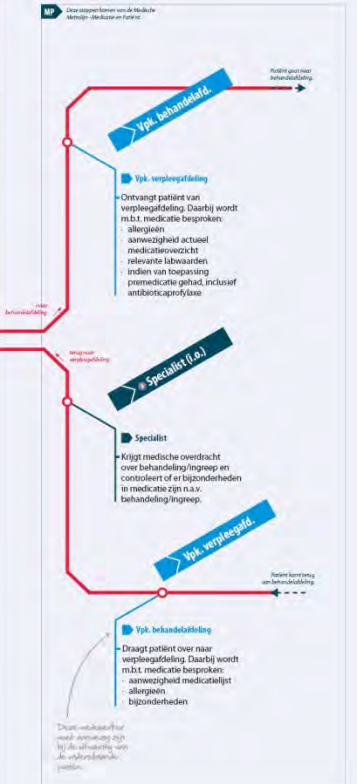 MP
Deze stappen komen van de Medische
Metrolijn - Medicatie en Patiënt.
Patiënt gaat naar
behandelafdeling.
Vpk. behandelafd.
Vpk. verpleegafdeling
Ontvangt patiënt van
verpleegafdeling. Daarbij wordt
m.b.t. medicatie besproken:
· allergieën
· aanwezigheid actueel
medicatieoverzicht
· relevante labwaarden
· indien van toepassing
premedicatie gehad, inclusief
antibioticaprofylaxe
naar
behandelafdeling
terug naar
verpleegafdeling
Specialist (i.o.)
Specialist
Krijgt medische overdracht
over behandeling/ingreep en
controleert of er bijzonderheden
in medicatie zijn n.a.v.
behandeling/ingreep.
Vpk. verpleegafd.
Patiënt komt terug
van behandelafdeling.
Vpk. behandelafdeling
Draagt patiënt over naar
verpleegafdeling. Daarbij wordt
m.b.t. medicatie besproken:
· aanwezigheid medicatielijst
· allergieën
· bijzonderheden
Deze medewerker
moet aanwezig zijn
bij de uitvoering van
de